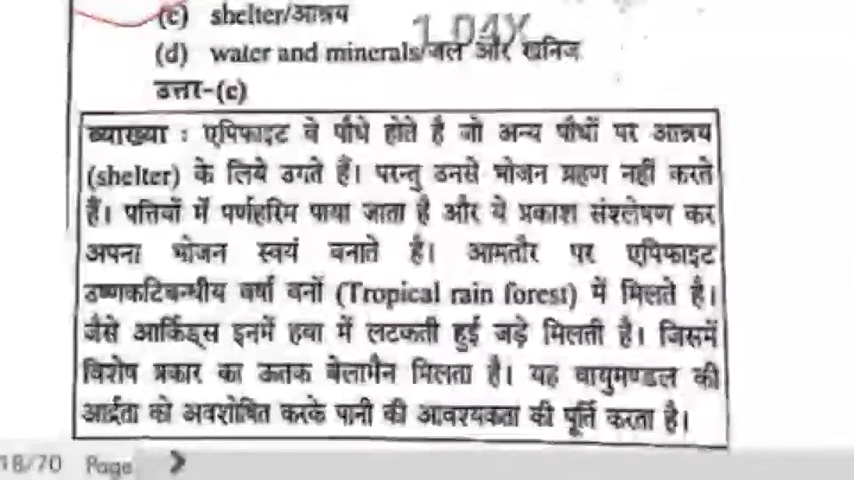 (c) shelter/आश्रय
1.04X
(d) water and minerals/जल और खनिज
उत्तर-(c)
व्याख्या : एपिफाइट वे पौधे होते है जो अन्य पौधों पर आश्रय
(shelter) के लिये उगते हैं। परन्तु उनसे भोजन ग्रहण नहीं करते
हैं। पत्तियों में पर्णहरिम पाया जाता है और ये प्रकाश संश्लेषण कर
अपना भोजन स्वयं बनाते है। आमतौर पर एपिफाइट
उष्णकटिबन्धीय वर्षा वनों (Tropical rain forest) में मिलते है।
जैसे आर्किड्स इनमें हवा में लटकती हुई जड़े मिलती है। जिसमें
विशेष प्रकार का ऊतक वेलामैन मिलता है। यह वायुमण्डल की
आर्द्रता को अवशोषित करके पानी की आवश्यकता की पूर्ति करता है।
18/70 Page